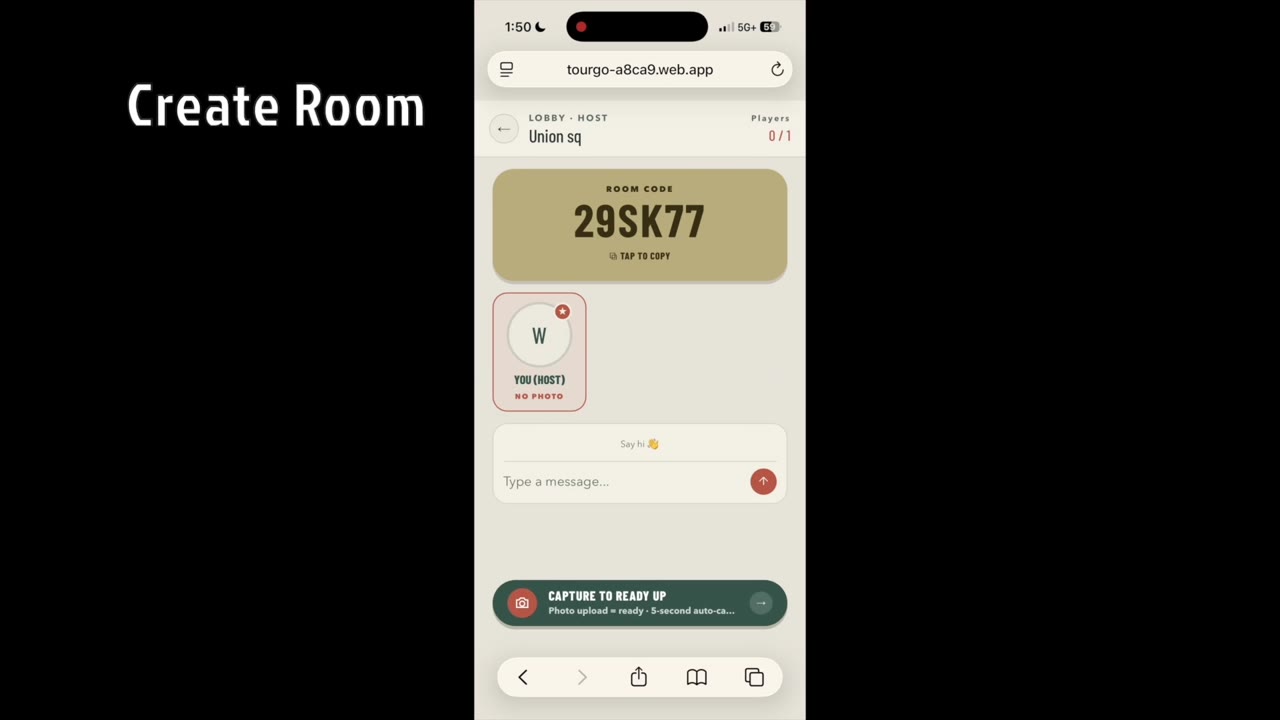 Create Room
1:50
5G+ 59
tourgo-a8ca9.web.app
LOBBY · HOST
Union sq
Players
0 / 1
ROOM CODE
29SK77
TAP TO COPY
W
YOU (HOST)
NO PHOTO
Say hi 👋
Type a message...
CAPTURE TO READY UP
Photo upload = ready · 5-second auto-ca...